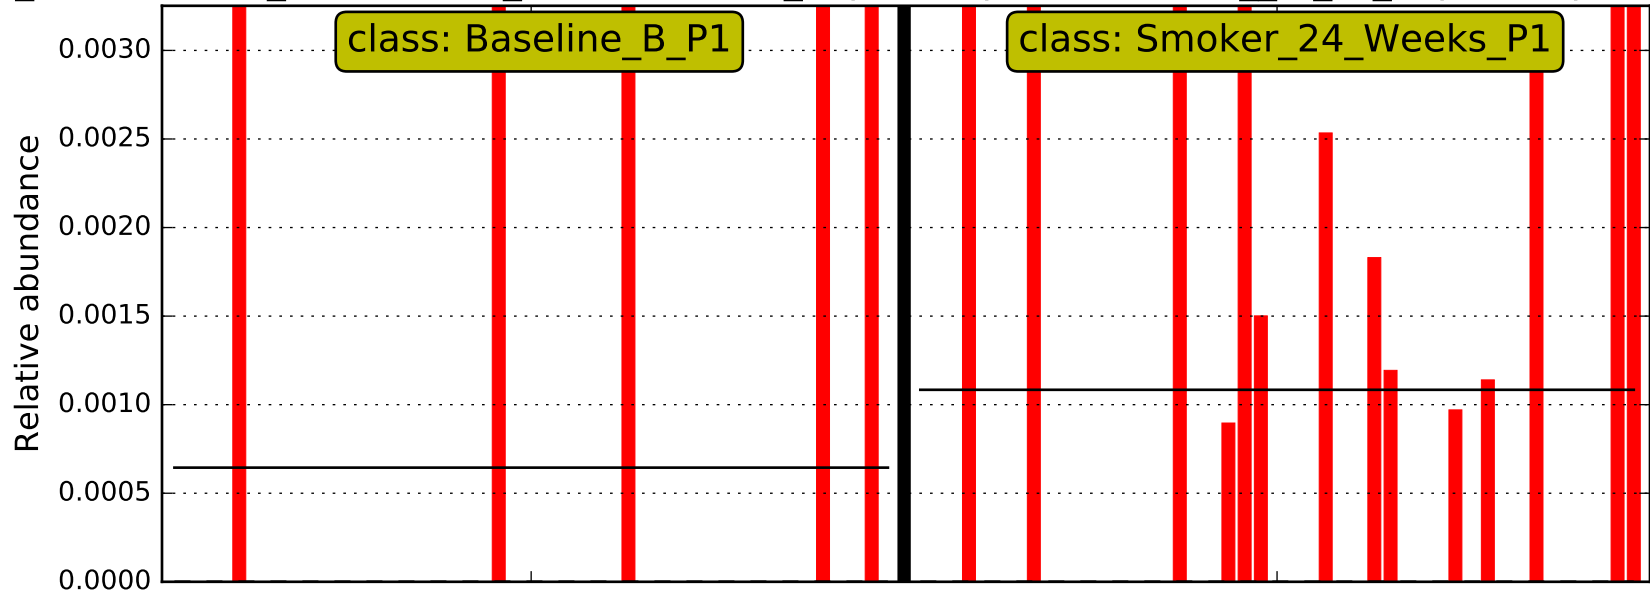 class: Baseline_B_P1
class: Smoker_24_Weeks_P1
Relative abundance
0.0030
0.0025
0.0020
0.0015
0.0010
0.0005
0.0000